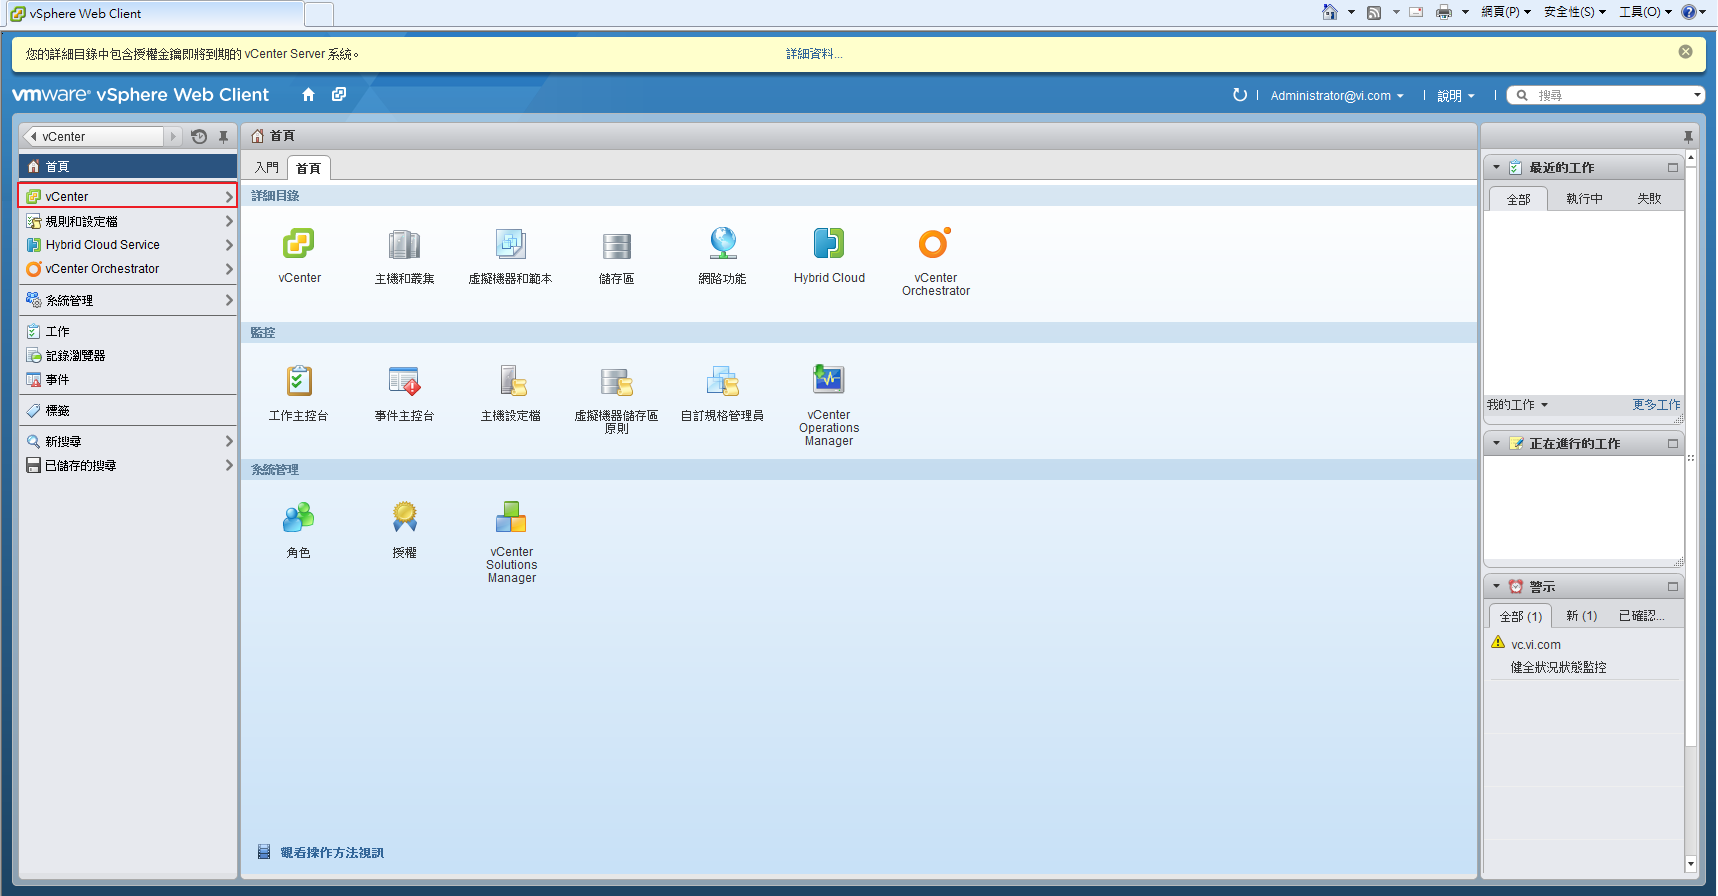 vSphere Web Client
網頁(P)
安全性(S)
工具(O)
您的詳細目錄中包含授權金鑰即將到期的 vCenter Server 系統。
詳細資料...
vmware® vSphere Web Client
Administrator@vi.com
說明
搜尋
vCenter
首頁
vCenter
規則和設定檔
Hybrid Cloud Service
vCenter Orchestrator
系統管理
工作
記錄瀏覽器
事件
標籤
新搜尋
已儲存的搜尋
首頁
入門
首頁
詳細目錄
vCenter
主機和叢集
虛擬機器和範本
儲存區
網路功能
Hybrid Cloud
vCenter
Orchestrator
監控
工作主控台
事件主控台
主機設定檔
虛擬機器儲存區
原則
自訂規格管理員
vCenter
Operations
Manager
系統管理
角色
授權
vCenter
Solutions
Manager
觀看操作方法視訊
最近的工作
全部
執行中
失敗
我的工作
更多工作
正在進行的工作
警示
全部 (1)
新 (1)
已確認...
vc.vi.com
健全狀況狀態監控